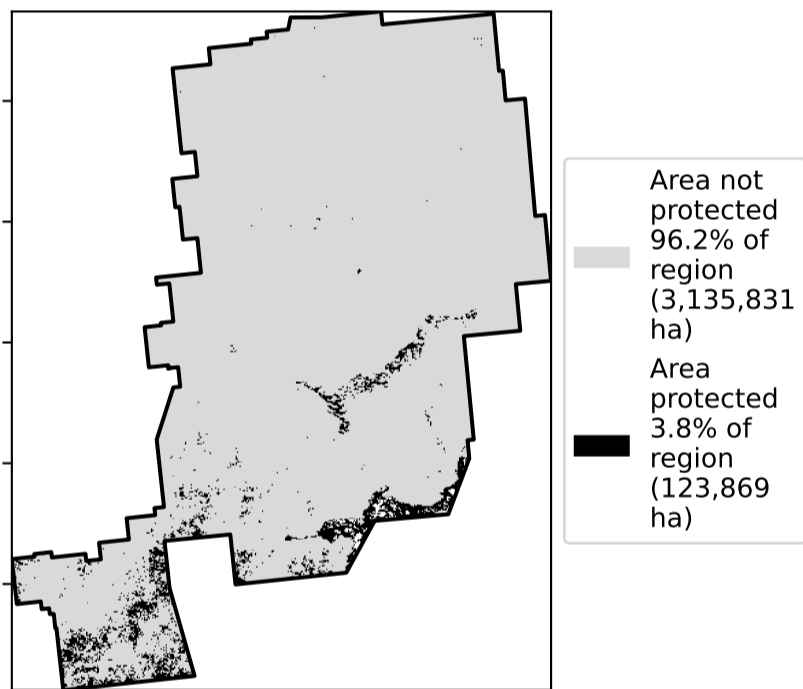 Area not
protected
96.2% of
region
(3,135,831
ha)
Area
protected
3.8% of
region
(123,869
ha)